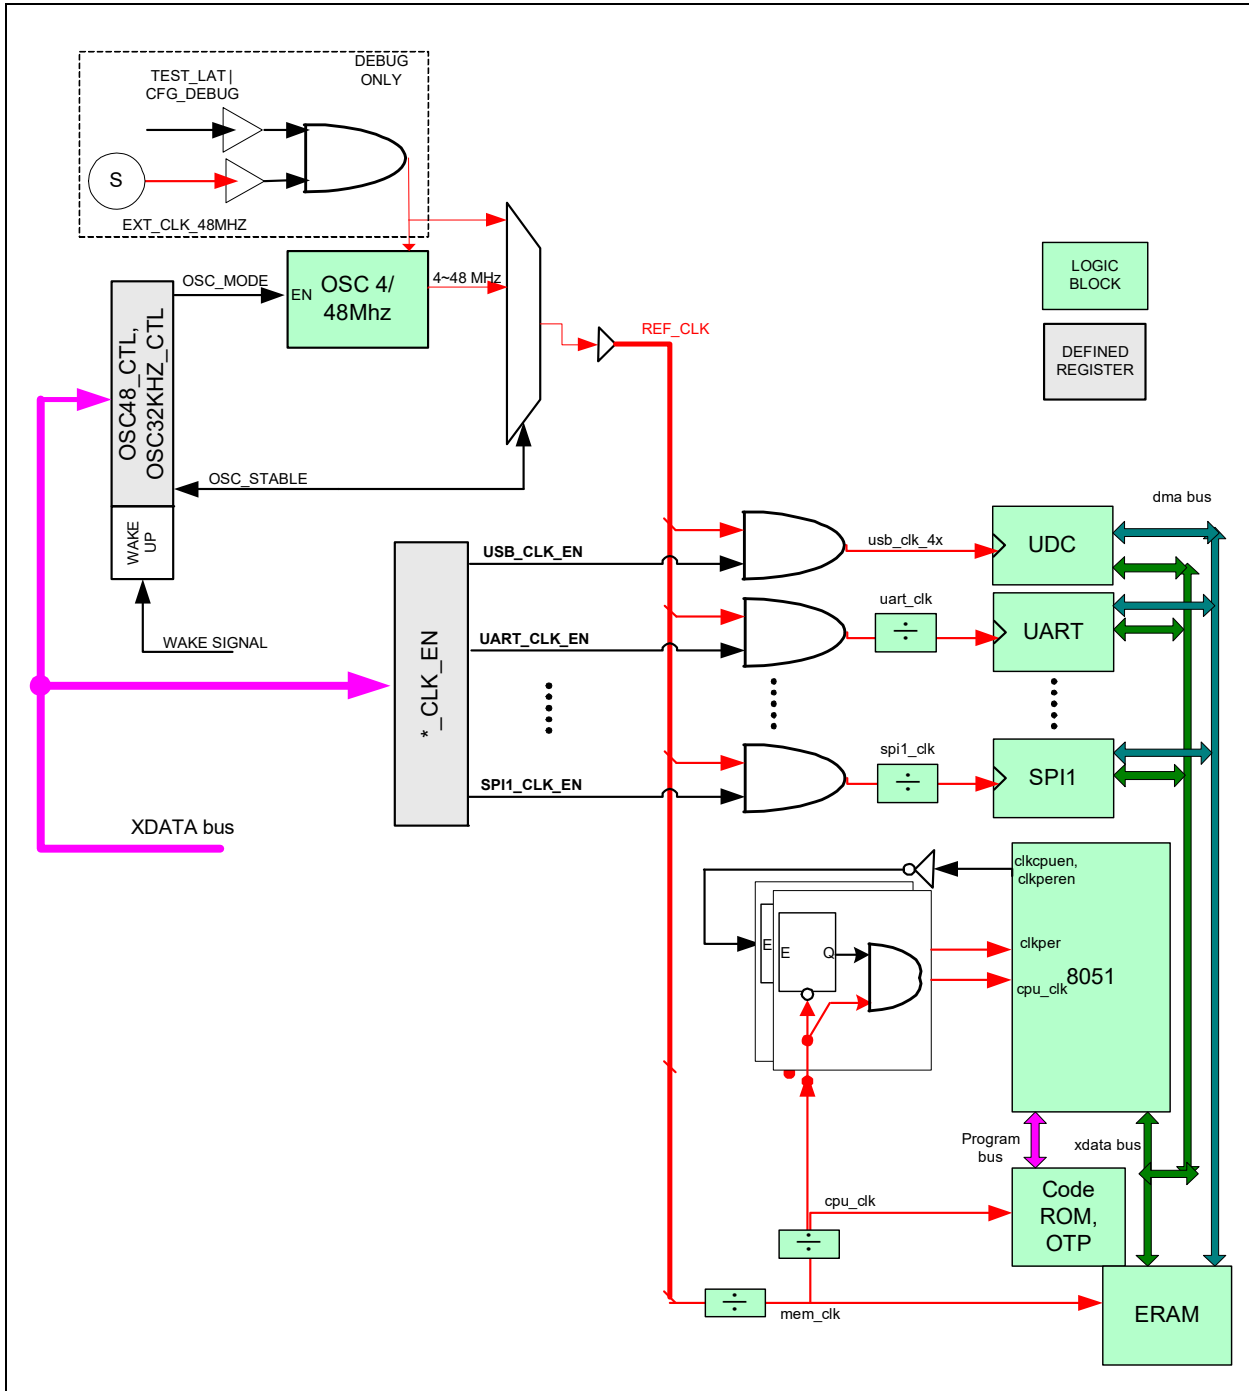 DEBUG
ONLY
TEST_LAT |
CFG_DEBUG
S
EXT_CLK_48MHZ
OSC_MODE
EN
OSC 4/
48Mhz
4~48 MHz
REF_CLK
LOGIC
BLOCK
DEFINED
REGISTER
OSC48_CTL,
OSC32KHZ_CTL
OSC_STABLE
WAKE
UP
WAKE SIGNAL
dma bus
*_CLK_EN
USB_CLK_EN
usb_clk_4x
UDC
UART_CLK_EN
uart_clk
÷
UART
SPI1_CLK_EN
spi1_clk
÷
SPI1
XDATA bus
clkcpuen,
clkperen
E
E
Q
clkper
cpu_clk
8051
Program
bus
xdata bus
cpu_clk
÷
Code
ROM,
OTP
÷
mem_clk
ERAM